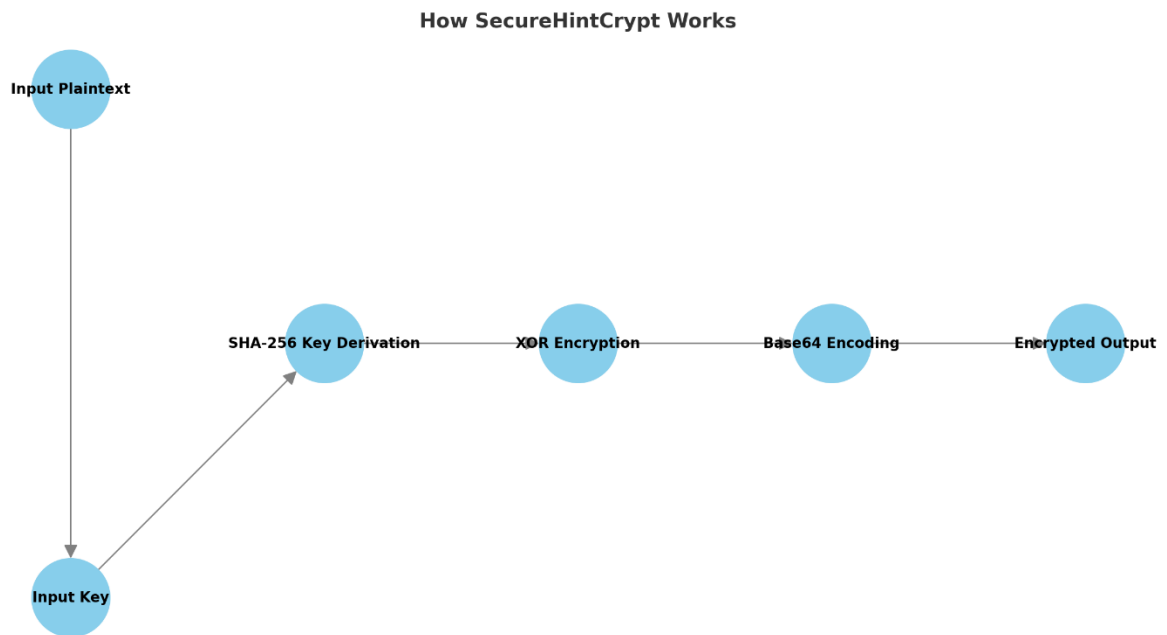 How SecureHintCrypt Works
Input Plaintext
SHA-256 Key Derivation
XOR Encryption
Base64 Encoding
Encrypted Output
Input Key